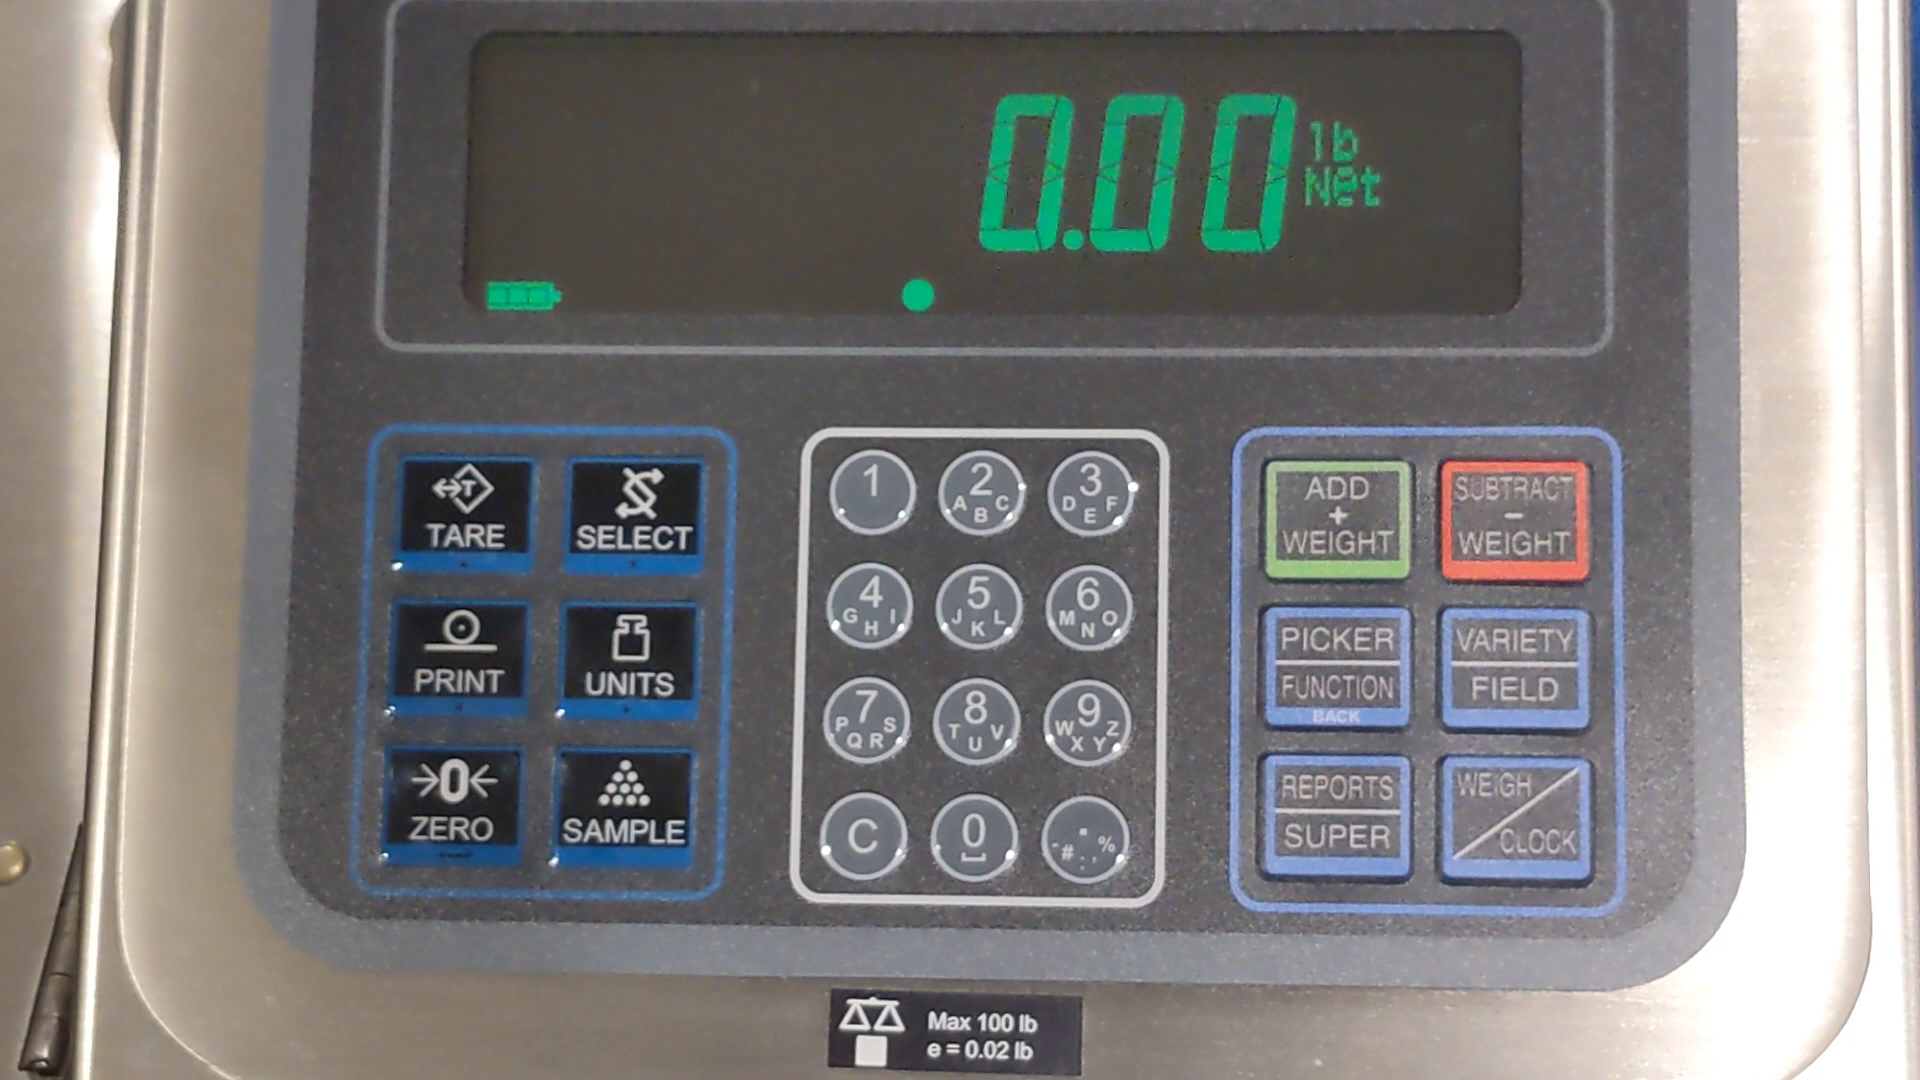 0.00 lb
Net
TARE
SELECT
PRINT
UNITS
→0←
ZERO
SAMPLE
1
2 ABC
3 DEF
4 GHI
5 JKL
6 MNO
7 PQRS
8 TUV
9 WXYZ
C
0
. - # : , %
ADD
+
WEIGHT
SUBTRACT
-
WEIGHT
PICKER
FUNCTION
BACK
VARIETY
FIELD
REPORTS
SUPER
WEIGH
CLOCK
Max 100 lb
e = 0.02 lb